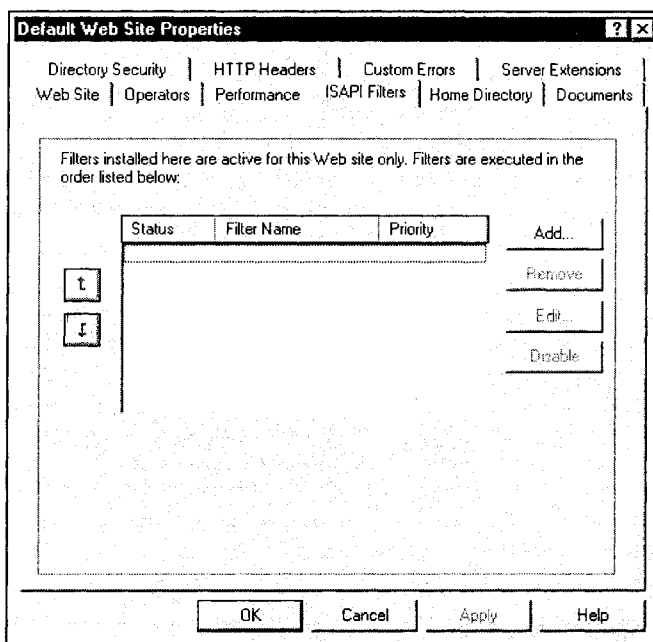 Default Web Site Properties
Directory Security HTTP Headers Custom Errors Server Extensions
Web Site Operators Performance ISAPI Filters Home Directory Documents
Filters installed here are active for this Web site only. Filters are executed in the
order listed below:
Status Filter Name Priority
Add...
Remove
Edit...
Disable
OK Cancel Apply Help